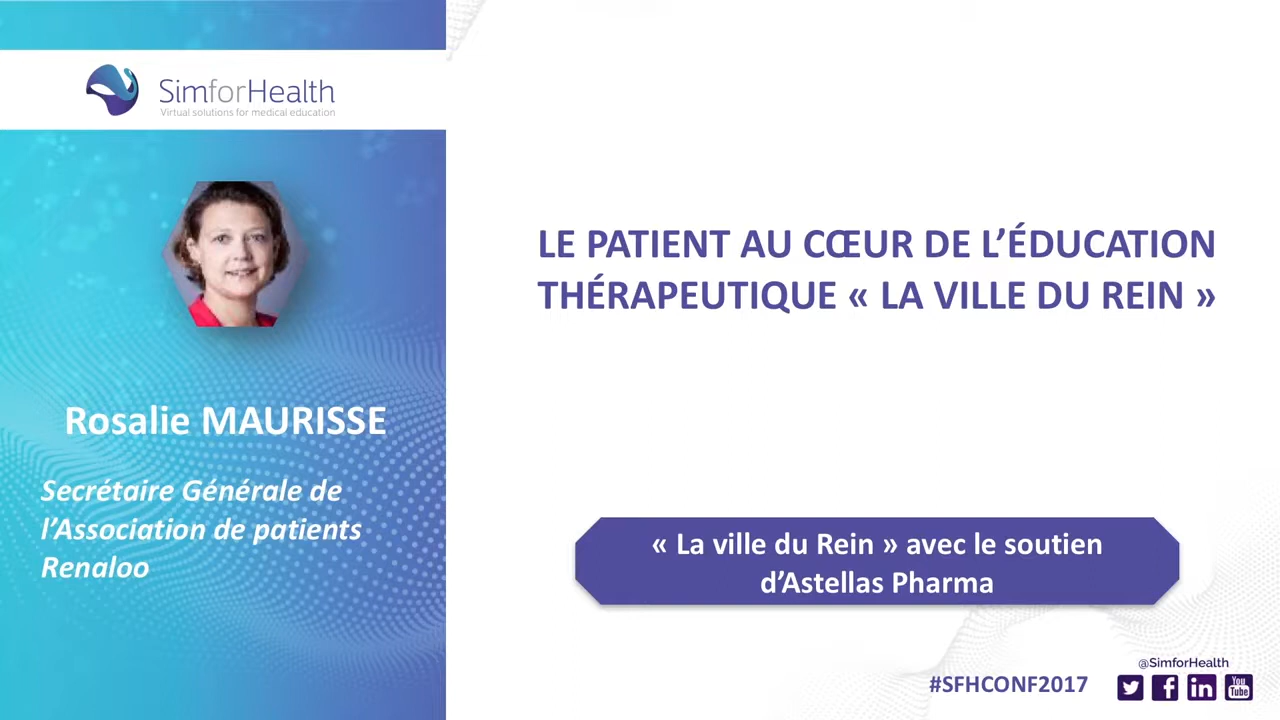 SimforHealth
Virtual solutions for medical education
Rosalie MAURISSE
Secrétaire Générale de
l’Association de patients
Renaloo
LE PATIENT AU CŒUR DE L’ÉDUCATION
THÉRAPEUTIQUE « LA VILLE DU REIN »
« La ville du Rein » avec le soutien
d’Astellas Pharma
@SimforHealth
#SFHCONF2017
in
You
Tube